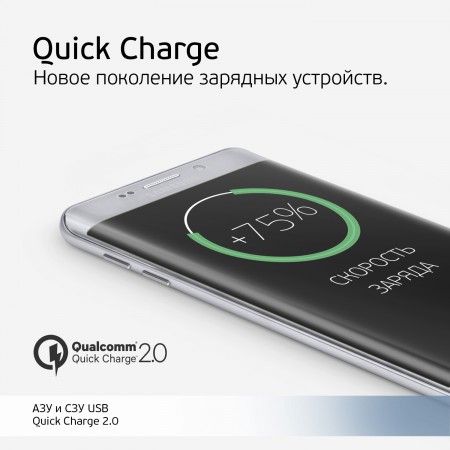 Quick Charge
Новое поколение зарядных устройств.
+75%
СКОРОСТЬ
ЗАРЯДА
Qualcomm®
Quick Charge™ 2.0
АЗУ и СЗУ USB
Quick Charge 2.0